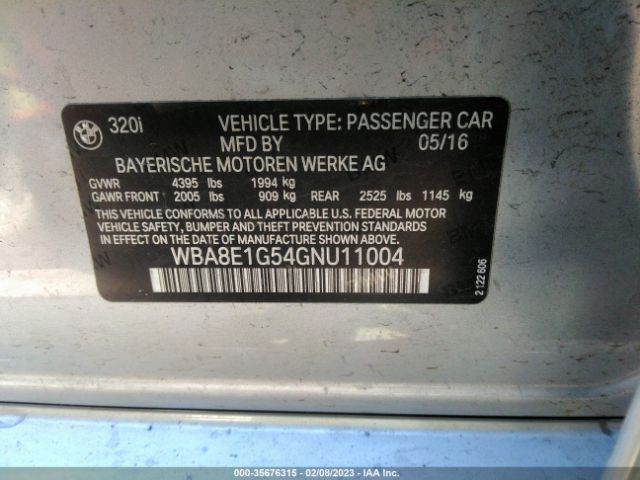 320i VEHICLE TYPE: PASSENGER CAR
MFD BY 05/16
BAYERISCHE MOTOREN WERKE AG
GVWR 4395 lbs 1994 kg
GAWR FRONT 2005 lbs 909 kg REAR 2525 lbs 1145 kg
THIS VEHICLE CONFORMS TO ALL APPLICABLE U.S. FEDERAL MOTOR
VEHICLE SAFETY, BUMPER AND THEFT PREVENTION STANDARDS
IN EFFECT ON THE DATE OF MANUFACTURE SHOWN ABOVE.
WBA8E1G54GNU11004
2 122 606
000-35676315 - 02/08/2023 - IAA Inc.